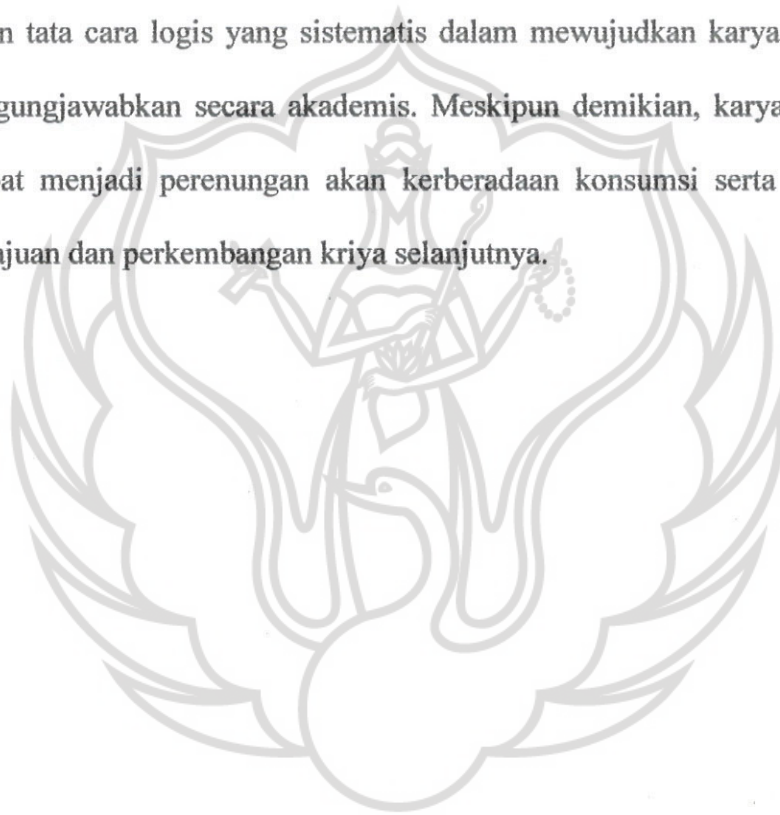 n tata cara logis yang sistematis dalam mewujudkan karya
gungjawabkan secara akademis. Meskipun demikian, karya
at menjadi perenungan akan kerberadaan konsumsi serta
juan dan perkembangan kriya selanjutnya.